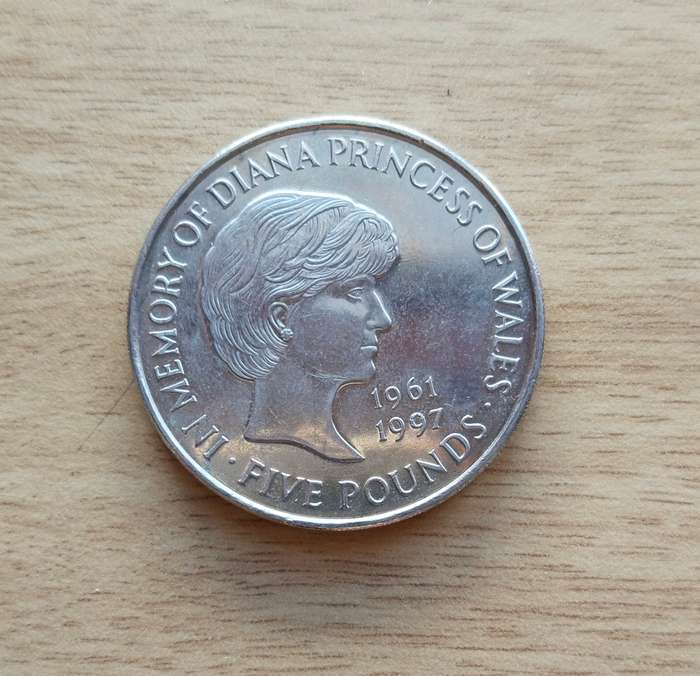 IN MEMORY OF DIANA PRINCESS OF WALES
1961
1997
· FIVE POUNDS ·